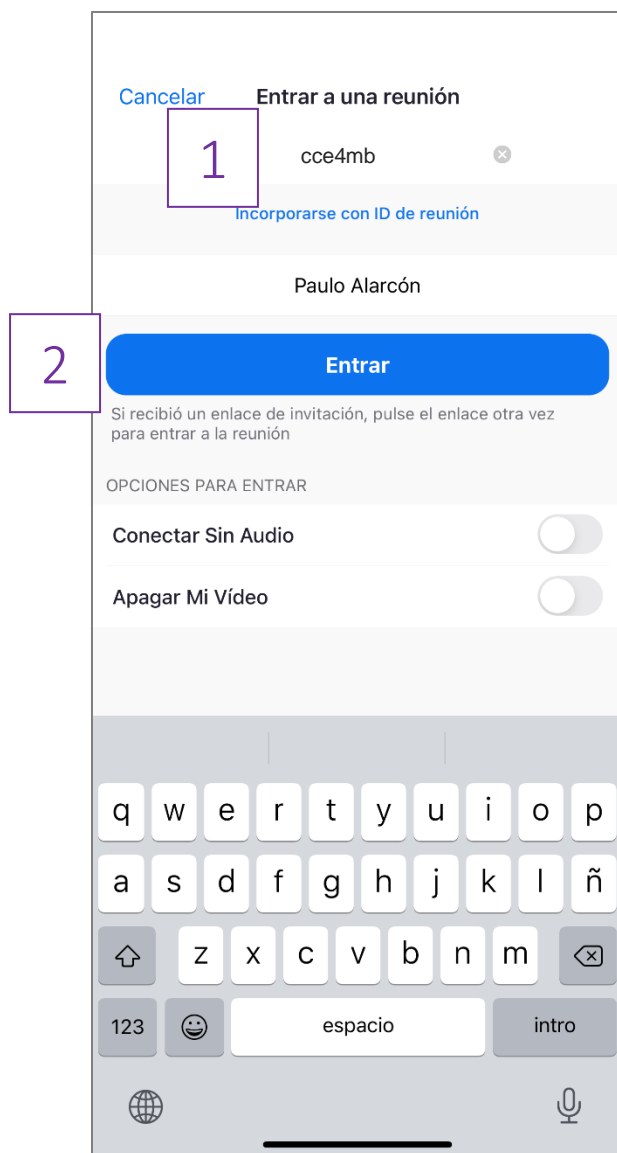 Cancelar Entrar a una reunión
1
cce4mb
Incorporarse con ID de reunión
Paulo Alarcón
2
Entrar
Si recibió un enlace de invitación, pulse el enlace otra vez
para entrar a la reunión
OPCIONES PARA ENTRAR
Conectar Sin Audio
Apagar Mi Vídeo
q w e r t y u i o p
a s d f g h j k l ñ
z x c v b n m
123 espacio intro